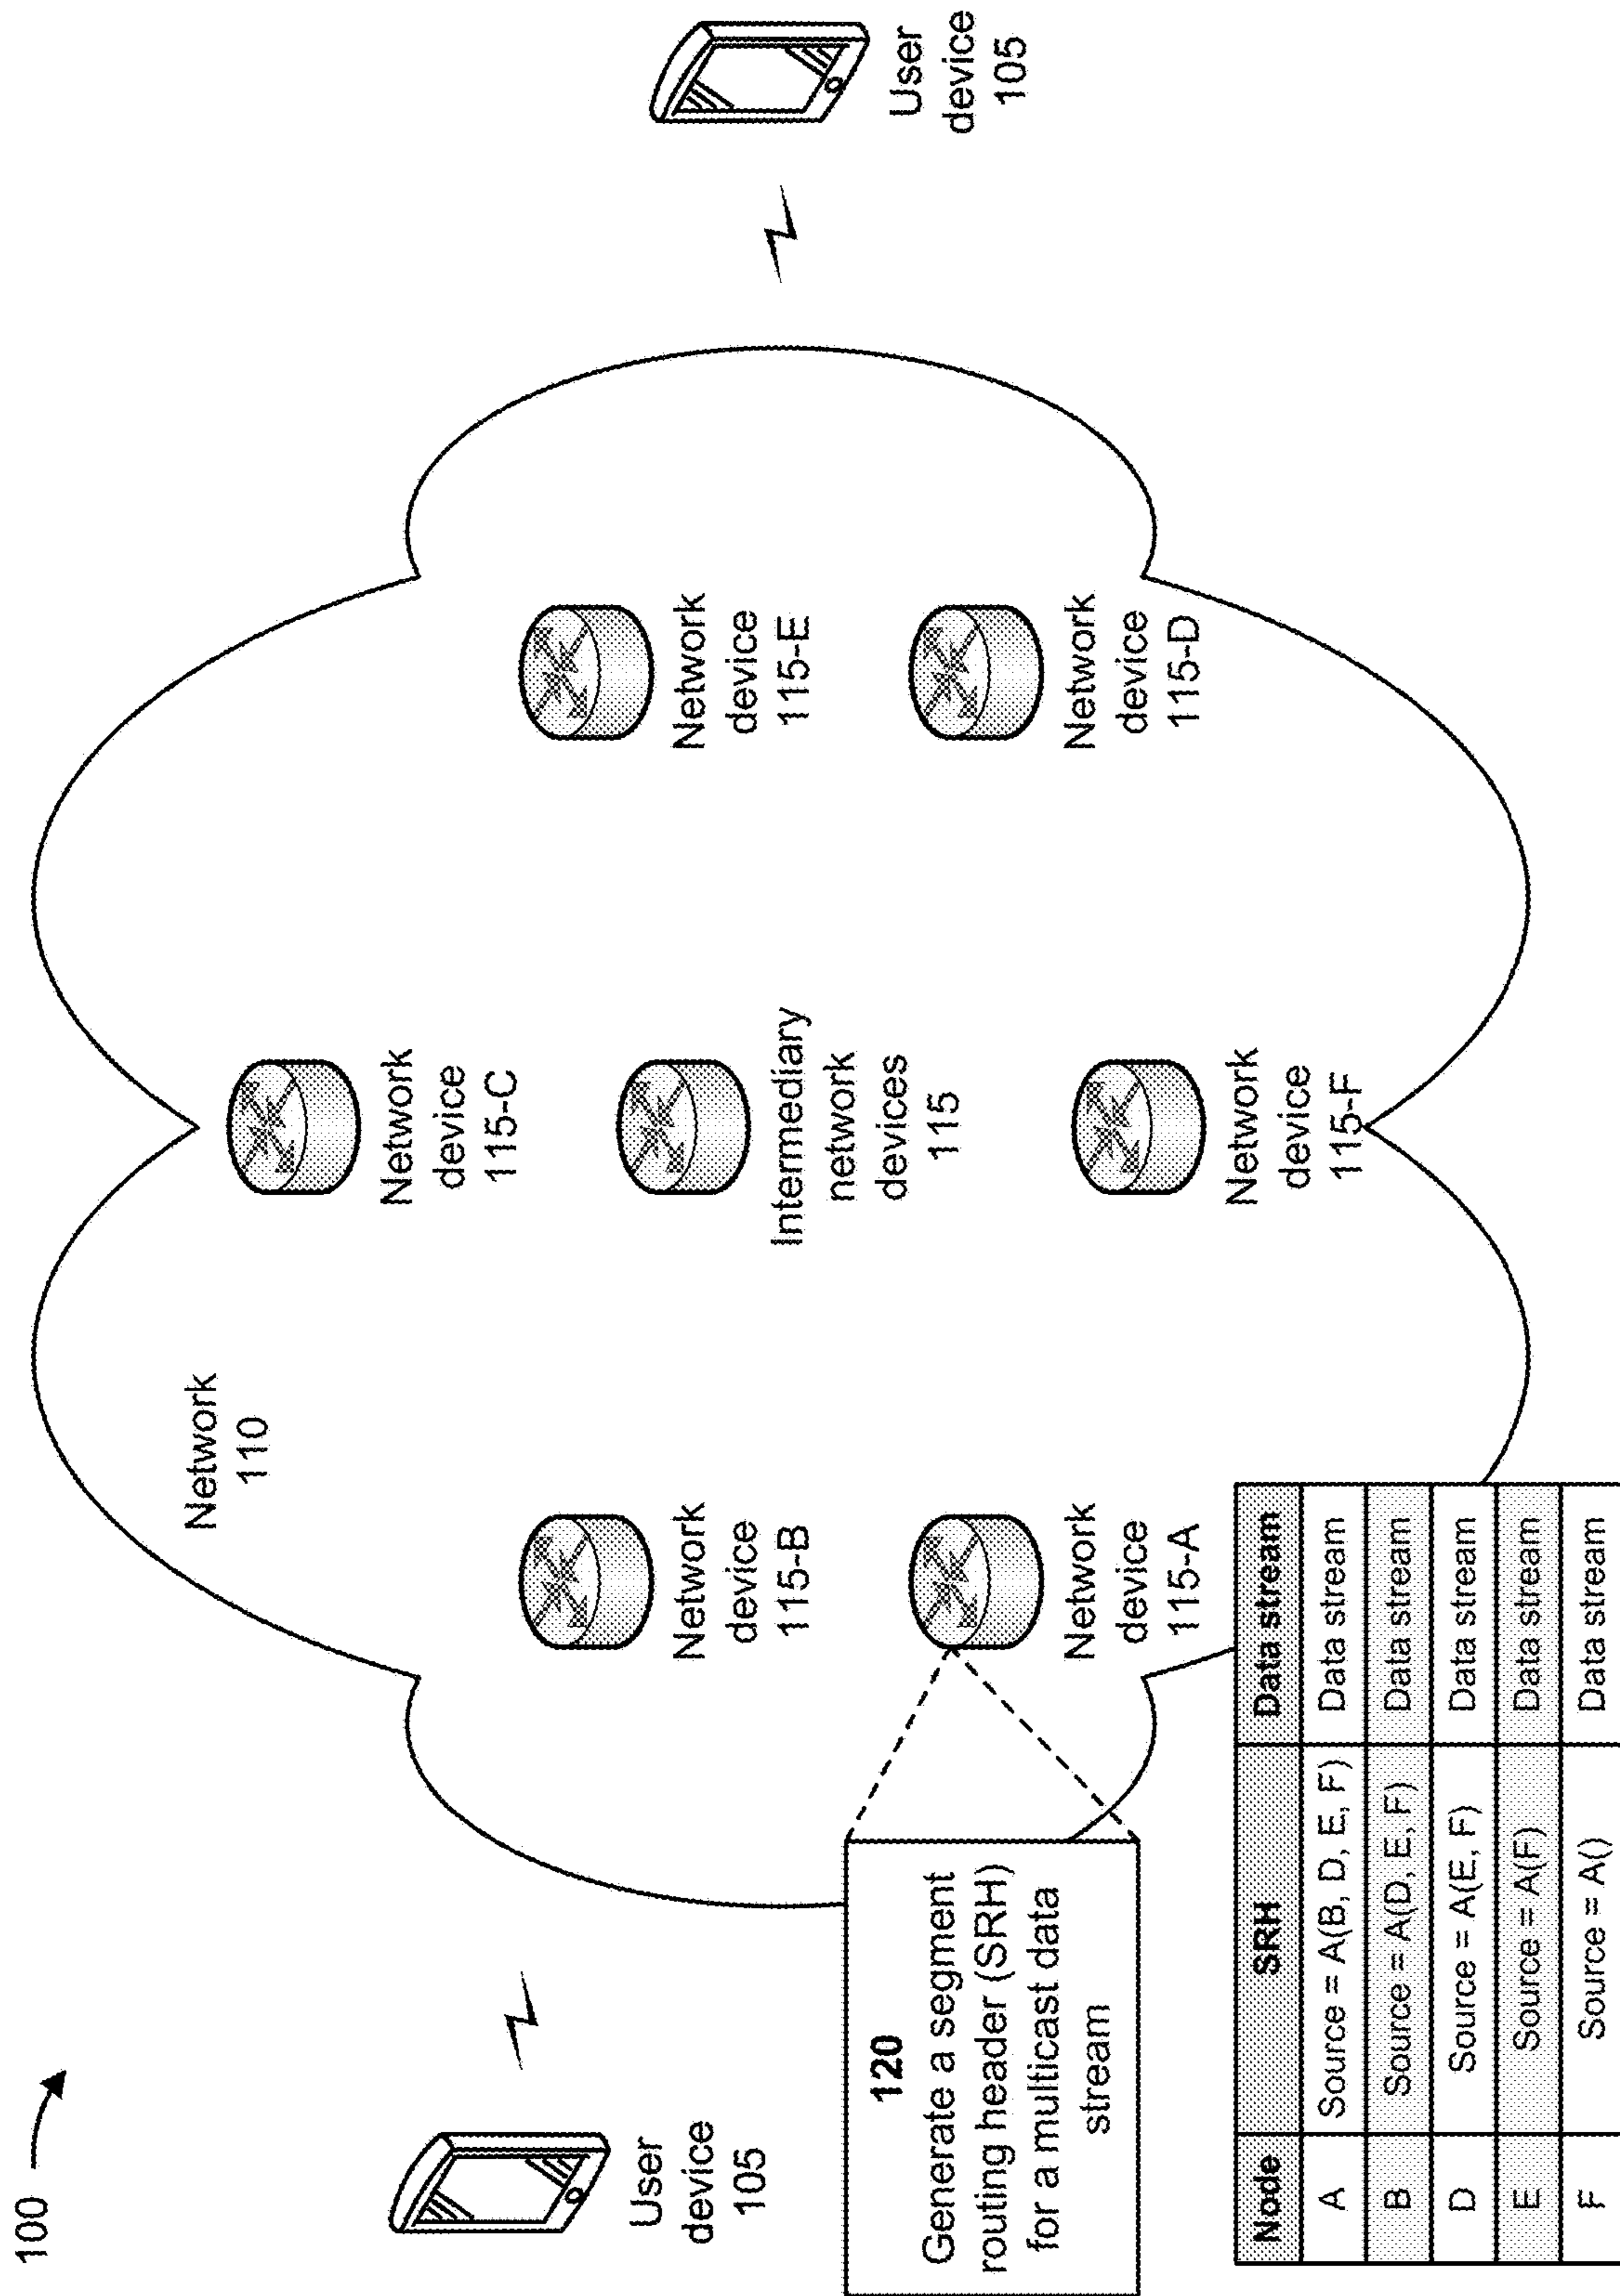 100
Network
110
User
device
105
Network
device
115-B
Network
device
115-A
Network
device
115-C
Intermediary
network
devices
115
Network
device
115-F
Network
device
115-E
Network
device
115-D
User
device
105
120
Generate a segment
routing header (SRH)
for a multicast data
stream
Node SRH Data stream
A Source = A(B, D, E, F) Data stream
B Source = A(D, E, F) Data stream
D Source = A(E, F) Data stream
E Source = A(F) Data stream
F Source = A() Data stream